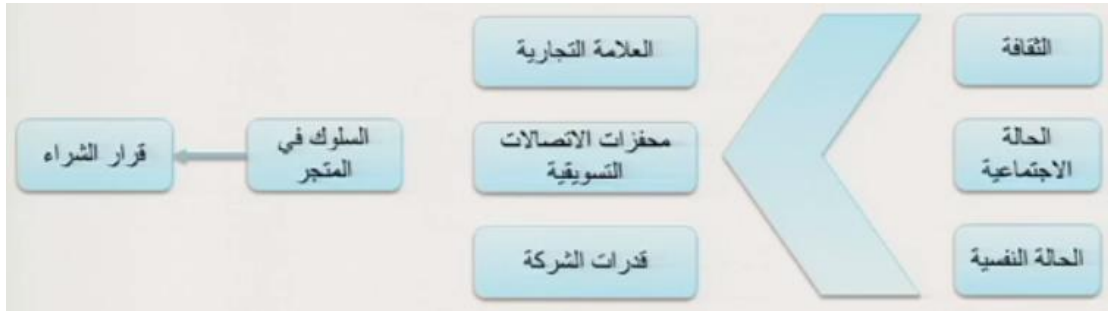 الثقافة
الحالة
الاجتماعية
الحالة النفسية
العلامة التجارية
محفزات الاتصالات
التسويقية
قدرات الشركة
السلوك في
المتجر
قرار الشراء